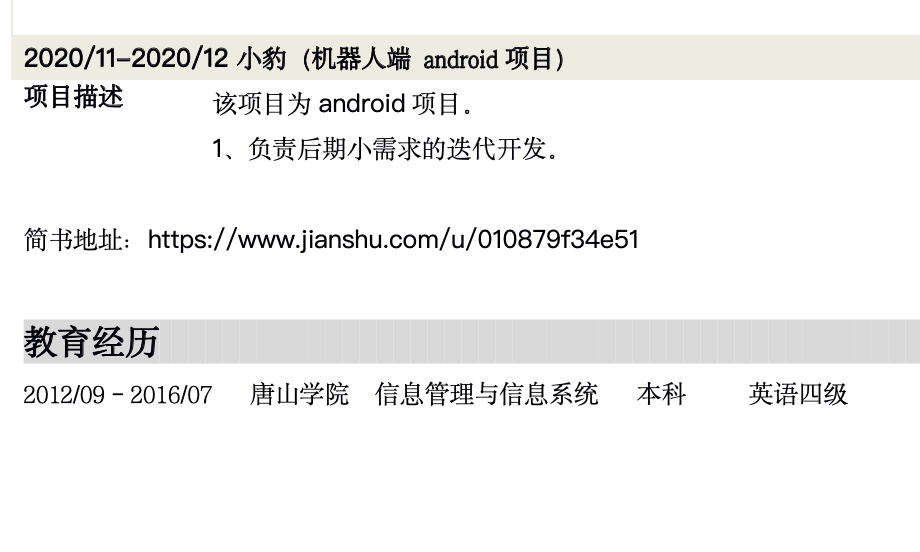 2020/11–2020/12 小豹（机器人端 android 项目）
项目描述 该项目为 android 项目。
1、负责后期小需求的迭代开发。
简书地址：https://www.jianshu.com/u/010879f34e51
教育经历
2012/09 – 2016/07 唐山学院 信息管理与信息系统 本科 英语四级